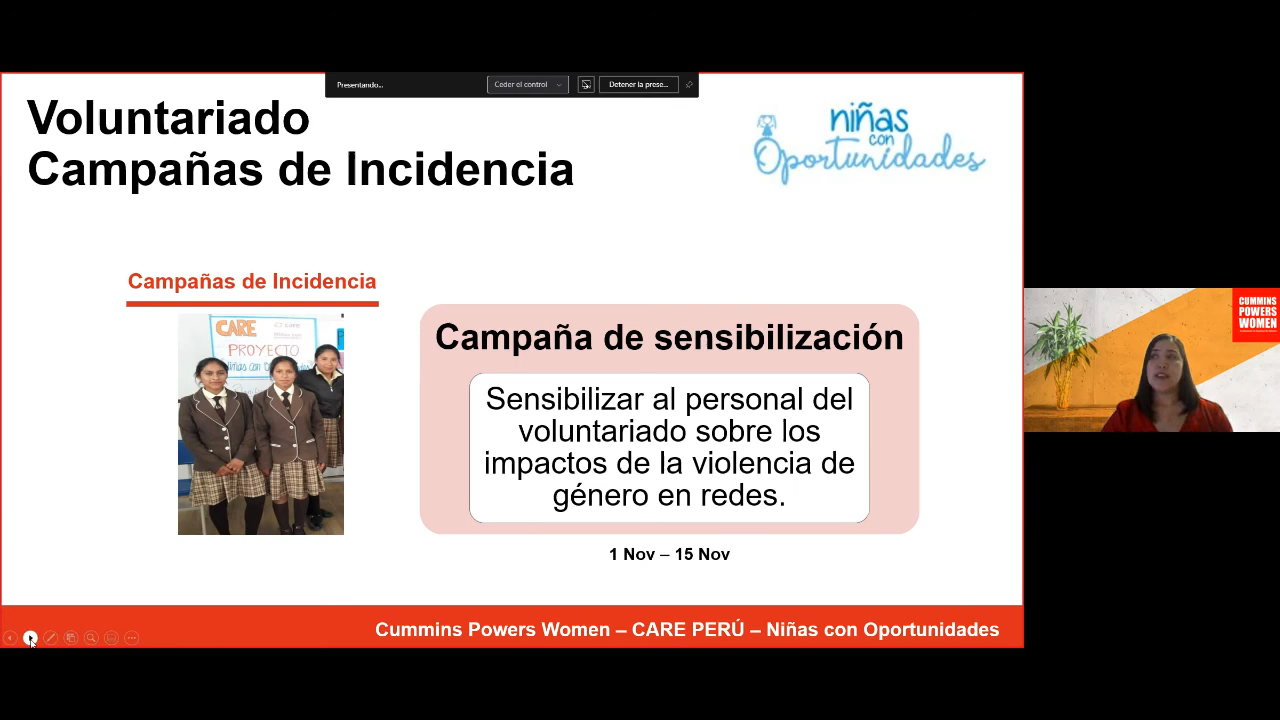 Presentando...
Ceder el control
Detener la prese...
Voluntariado
Campañas de Incidencia
niñas
con
Oportunidades
Campañas de Incidencia
CARE
PROYECTO
Campaña de sensibilización
Sensibilizar al personal del
voluntariado sobre los
impactos de la violencia de
género en redes.
1 Nov – 15 Nov
CUMMINS
POWERS
WOMEN
Cummins Powers Women – CARE PERÚ – Niñas con Oportunidades